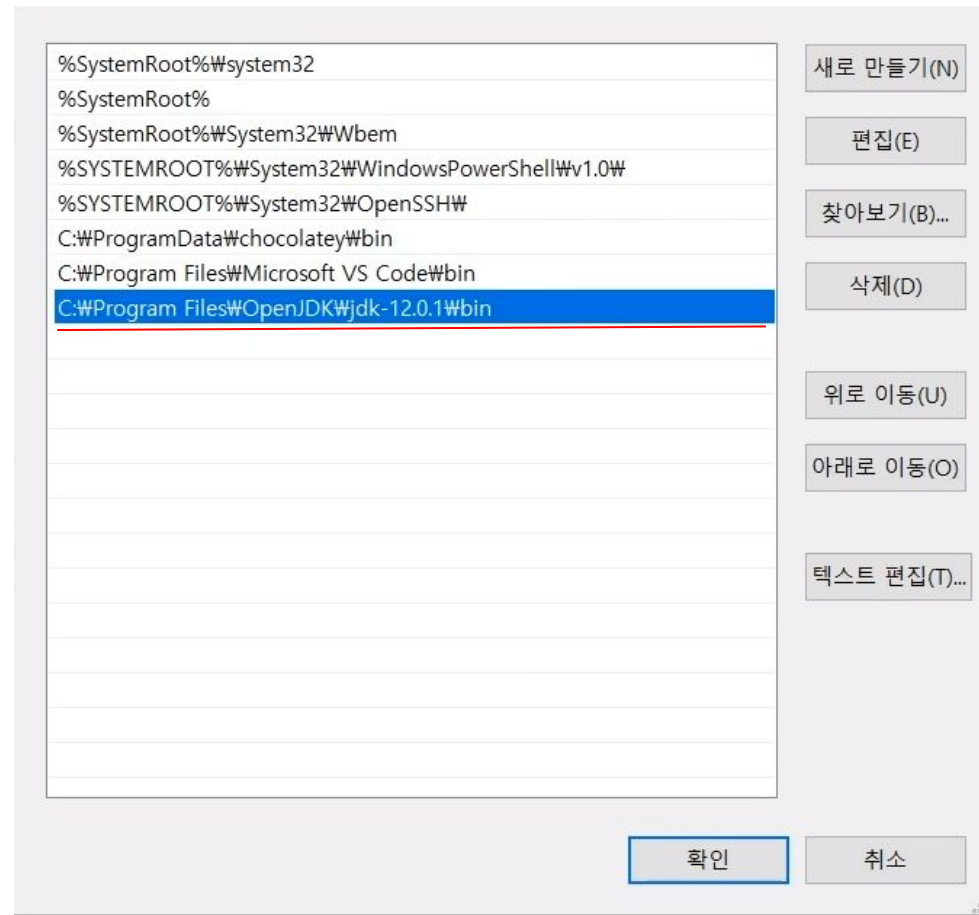 %SystemRoot%₩system32
%SystemRoot%
%SystemRoot%₩System32₩Wbem
%SYSTEMROOT%₩System32₩WindowsPowerShell₩v1.0₩
%SYSTEMROOT%₩System32₩OpenSSH₩
C:₩ProgramData₩chocolatey₩bin
C:₩Program Files₩Microsoft VS Code₩bin
C:₩Program Files₩OpenJDK₩jdk-12.0.1₩bin
새로 만들기(N)
편집(E)
찾아보기(B)...
삭제(D)
위로 이동(U)
아래로 이동(O)
텍스트 편집(T)...
확인
취소